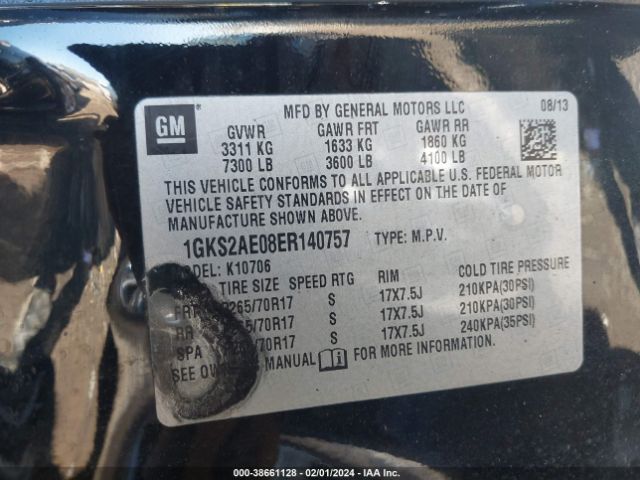 GM
MFD BY GENERAL MOTORS LLC 08/13
GVWR GAWR FRT GAWR RR
3311 KG 1633 KG 1860 KG
7300 LB 3600 LB 4100 LB
THIS VEHICLE CONFORMS TO ALL APPLICABLE U.S. FEDERAL MOTOR
VEHICLE SAFETY STANDARDS IN EFFECT ON THE DATE OF
MANUFACTURE SHOWN ABOVE.
1GKS2AE08ER140757 TYPE: M.P.V.
MODEL: K10706
TIRE SIZE SPEED RTG RIM COLD TIRE PRESSURE
FRT 265/70R17 S 17X7.5J 210KPA(30PSI)
RR /70R17 S 17X7.5J 210KPA(30PSI)
SPA /70R17 S 17X7.5J 240KPA(35PSI)
SEE MANUAL FOR MORE INFORMATION.
000-38661128 - 02/01/2024 - IAA Inc.